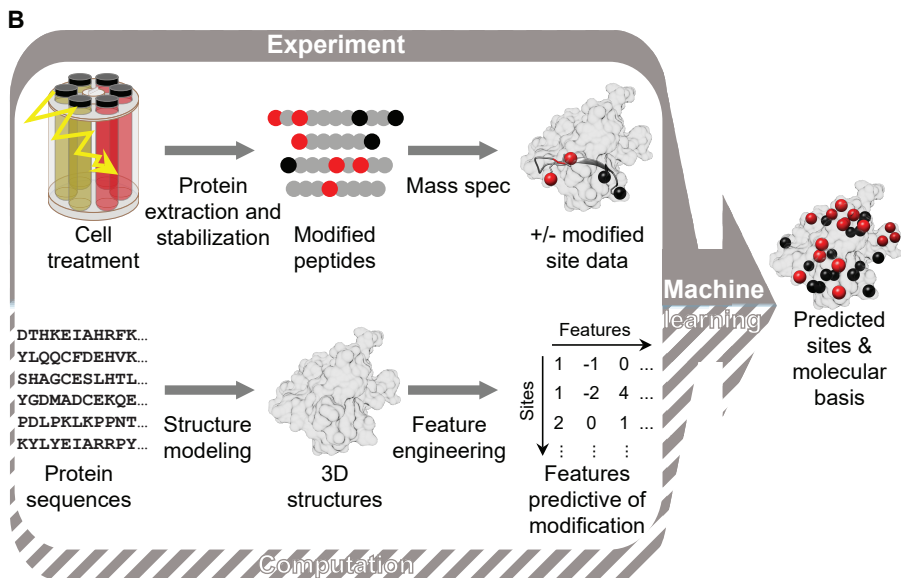 B
Experiment
Cell
treatment
Protein
extraction and
stabilization
Modified
peptides
Mass spec
+/- modified
site data
Machine
learning
Predicted
sites &
molecular
basis
DTHKEIAHRFK...
YLQQCFDEHVK...
SHAGCESLHTL...
YGDMADCEKQE...
PDLPKLKPPNT...
KYLYEIARRPY...
Protein
sequences
Structure
modeling
3D
structures
Feature
engineering
Features
Sites
1 -1 0 ...
1 -2 4 ...
2 0 1 ...
⋮ ⋮ ⋮
Features
predictive of
modification
Computation